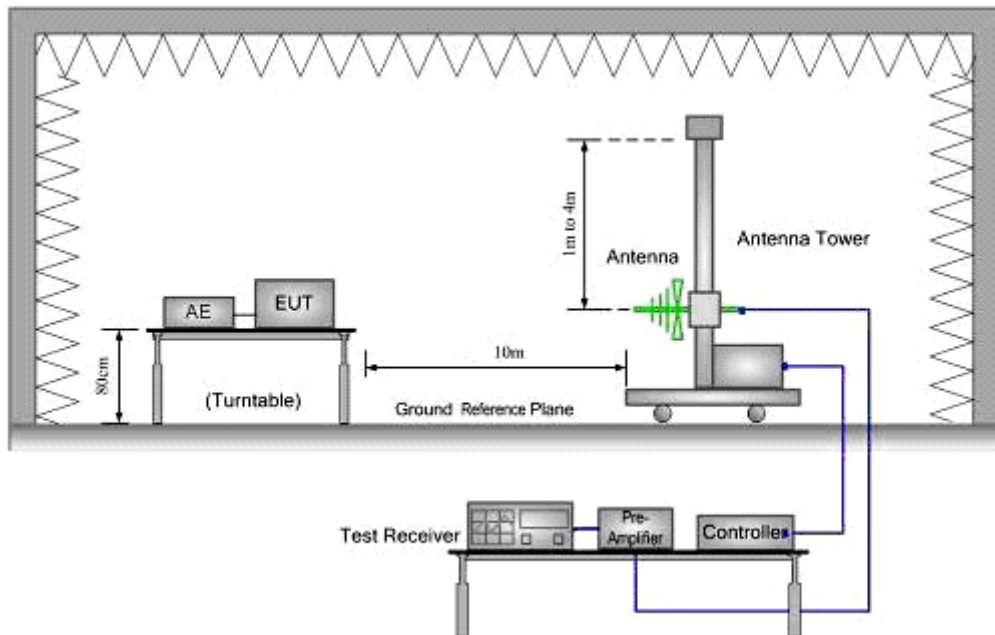 1m to 4m
Antenna
Antenna Tower
AE
EUT
80cm
(Turntable)
10m
Ground Reference Plane
Test Receiver
Pre-
Amplifier
Controller